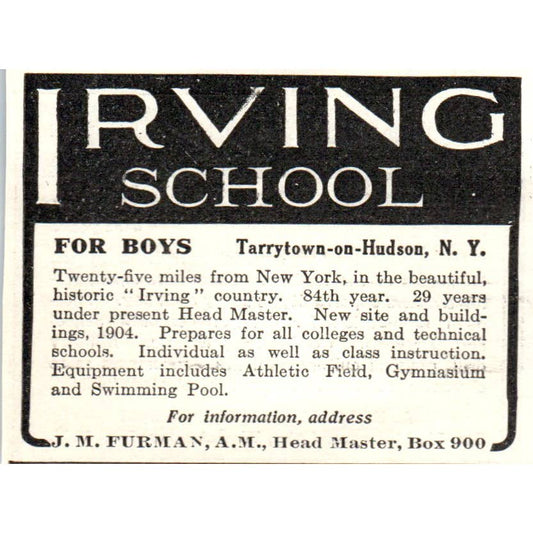 IRVING
SCHOOL
FOR BOYS Tarrytown-on-Hudson, N. Y.
Twenty-five miles from New York, in the beautiful,
historic "Irving" country. 84th year. 29 years
under present Head Master. New site and build-
ings, 1904. Prepares for all colleges and technical
schools. Individual as well as class instruction.
Equipment includes Athletic Field, Gymnasium
and Swimming Pool.
For information, address
J. M. FURMAN, A.M., Head Master, Box 900